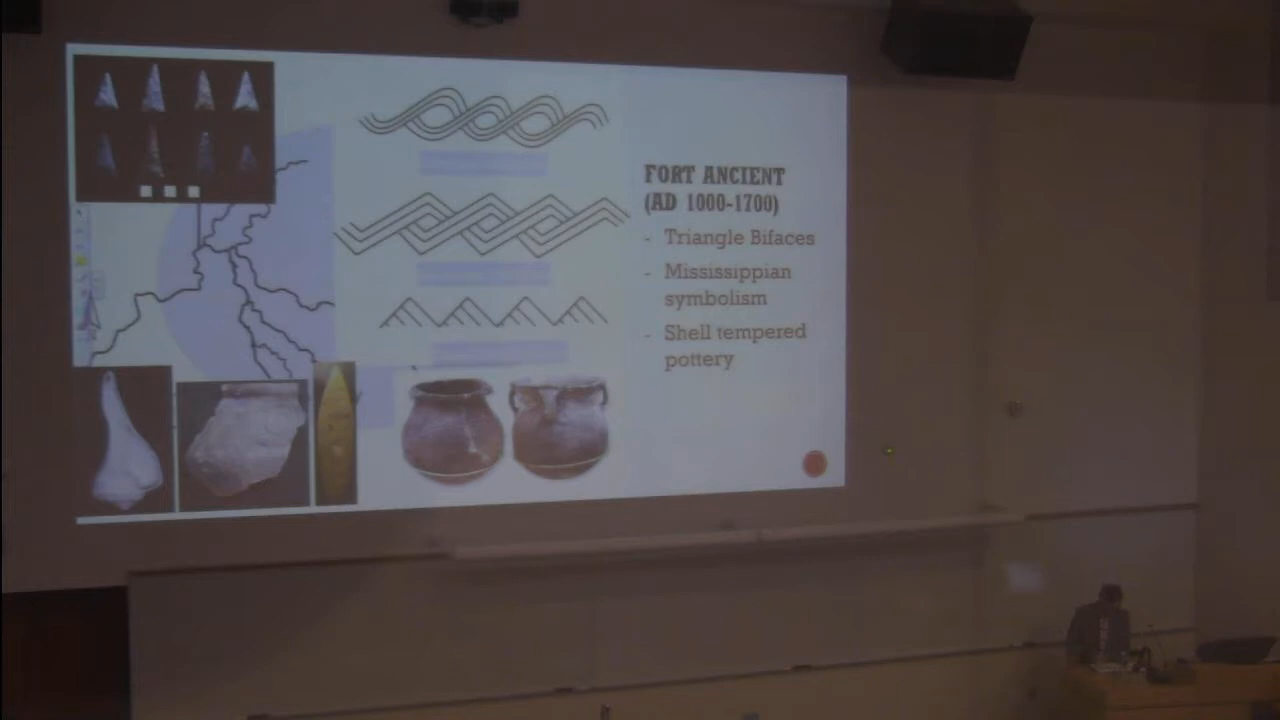 FORT ANCIENT
(AD 1000-1700)
- Triangle Bifaces
- Mississippian
symbolism
- Shell tempered
pottery